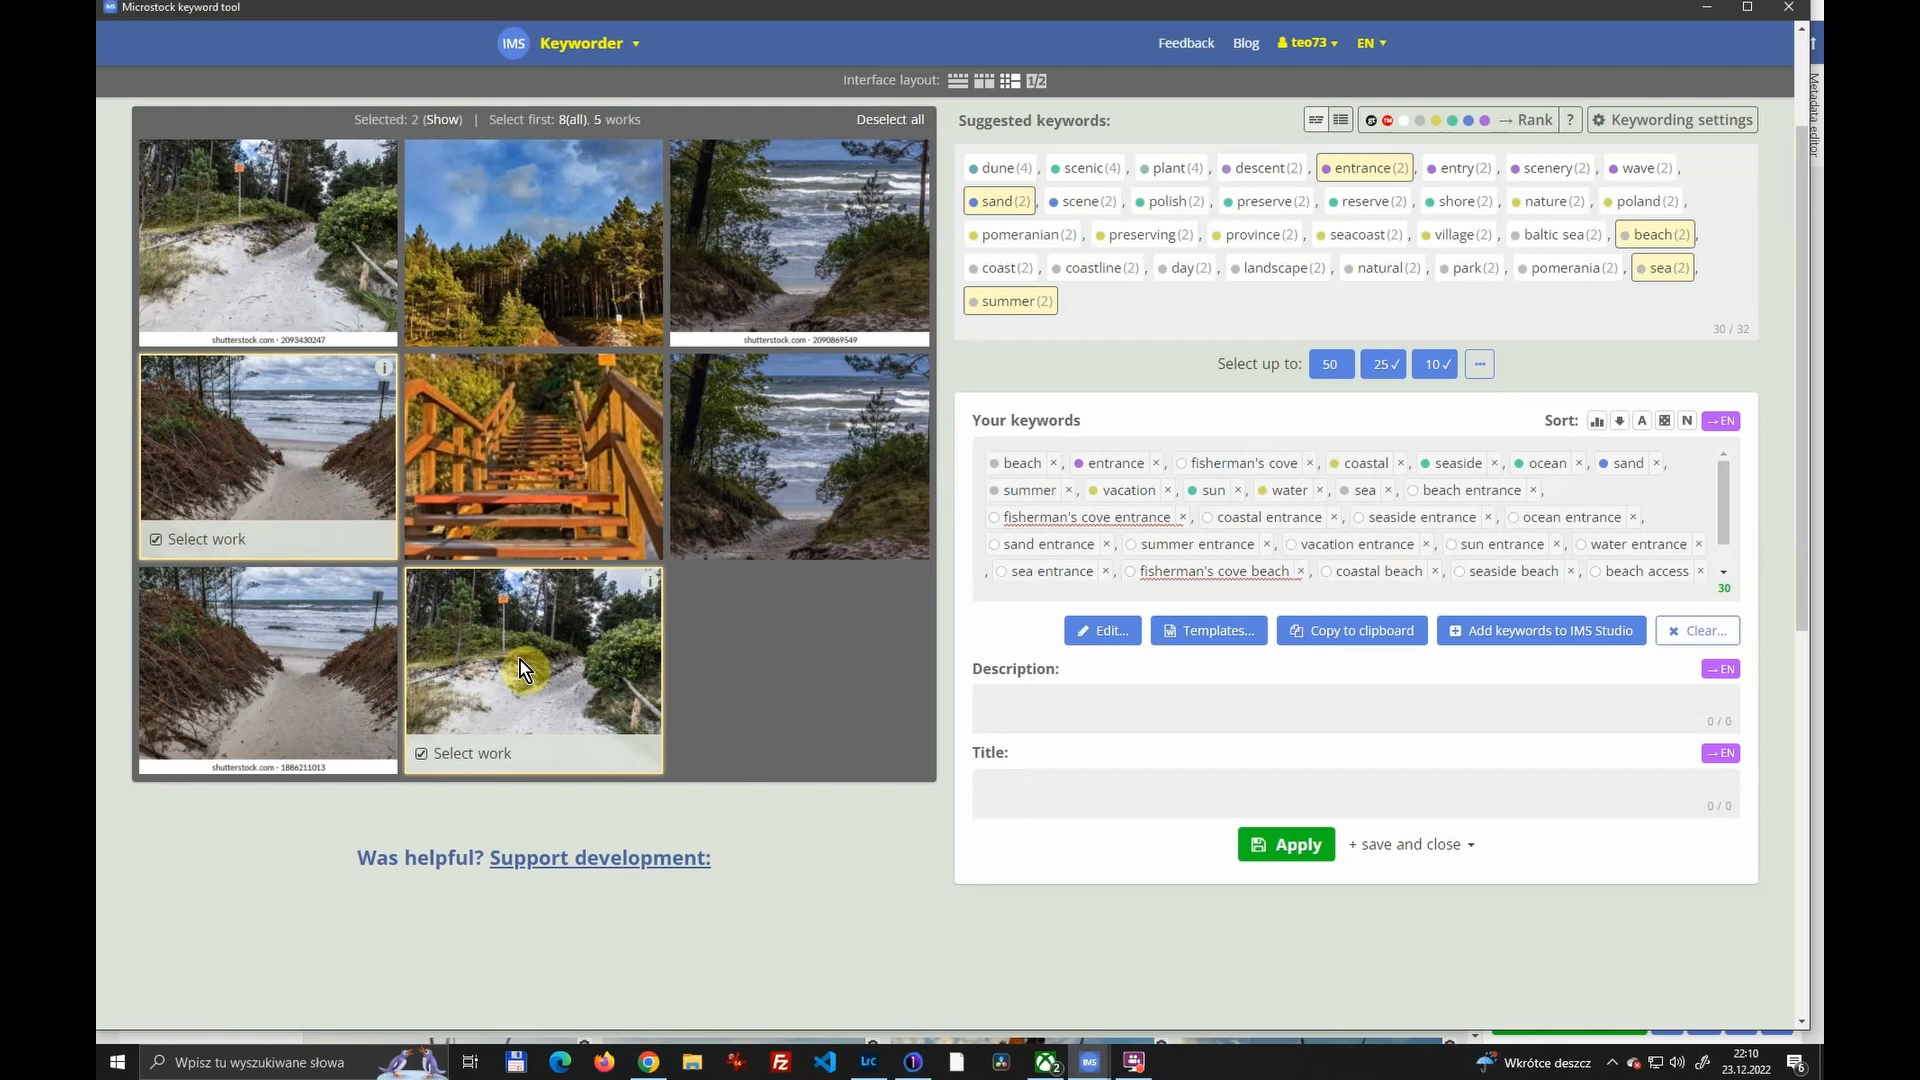 IMS Microstock keyword tool
IMS Keyworder
Feedback Blog teo73 EN
Interface layout: 1/2
Selected: 2 (Show) | Select first: 8(all), 5 works Deselect all
shutterstock.com · 2093430247
shutterstock.com · 2090869549
Select work
shutterstock.com · 1886211013
Select work
Was helpful? Support development:
Suggested keywords: → Rank ? Keywording settings
dune(4) , scenic(4) , plant(4) , descent(2) , entrance(2) , entry(2) , scenery(2) , wave(2) ,
sand(2) , scene(2) , polish(2) , preserve(2) , reserve(2) , shore(2) , nature(2) , poland(2) ,
pomeranian(2) , preserving(2) , province(2) , seacoast(2) , village(2) , baltic sea(2) , beach(2) ,
coast(2) , coastline(2) , day(2) , landscape(2) , natural(2) , park(2) , pomerania(2) , sea(2) ,
summer(2)
30 / 32
Select up to: 50 25✓ 10✓ ...
Your keywords Sort: A N → EN
beach × , entrance × , fisherman's cove × , coastal × , seaside × , ocean × , sand × ,
summer × , vacation × , sun × , water × , sea × , beach entrance × ,
fisherman's cove entrance × , coastal entrance × , seaside entrance × , ocean entrance × ,
sand entrance × , summer entrance × , vacation entrance × , sun entrance × , water entrance ×
, sea entrance × , fisherman's cove beach × , coastal beach × , seaside beach × , beach access ×
30
Edit... Templates... Copy to clipboard Add keywords to IMS Studio Clear...
Description: → EN
0 / 0
Title: → EN
0 / 0
Apply + save and close
Metadata editor
Wpisz tu wyszukiwane słowa
Lrc
2
IMS
Wkrótce deszcz
22:10
23.12.2022
6